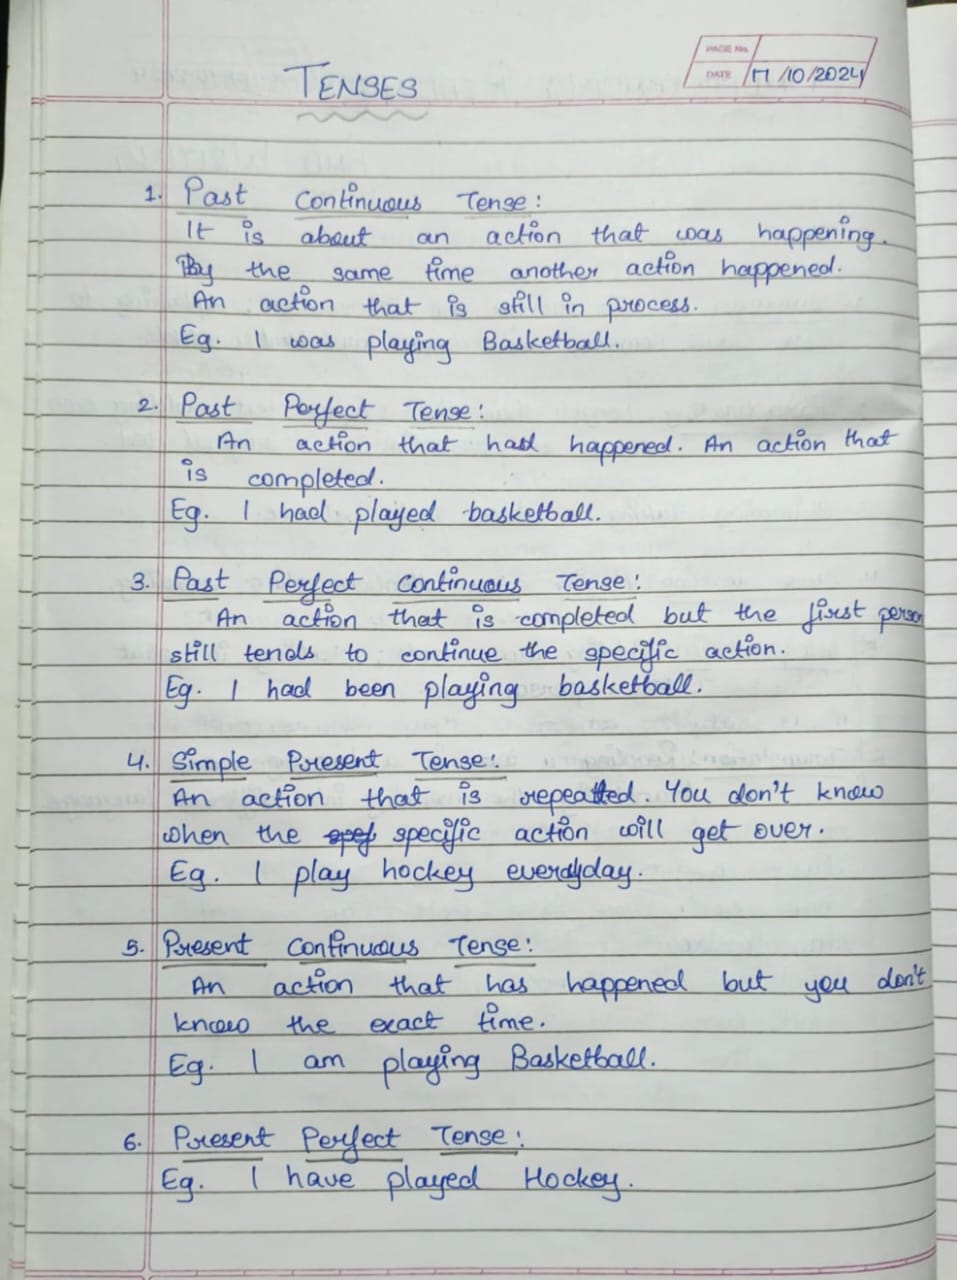 PAGE No.
DATE 17/10/2024
TENSES
1. Past Continuous Tense:
It is about an action that was happening.
By the same time another action happened.
An action that is still in process.
Eg. I was playing Basketball.
2. Past Perfect Tense:
An action that had happened. An action that
is completed.
Eg. I had played basketball.
3. Past Perfect Continuous Tense:
An action that is completed but the first person
still tends to continue the specific action.
Eg. I had been playing basketball.
4. Simple Present Tense:
An action that is repeated. You don't know
when the specific action will get over.
Eg. I play hockey everyday.
5. Present Continuous Tense:
An action that has happened but you don't
know the exact time.
Eg. I am playing Basketball.
6. Present Perfect Tense:
Eg. I have played Hockey.